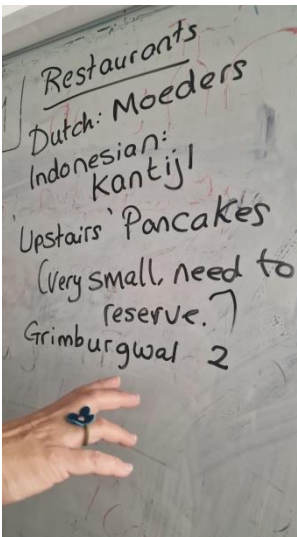 Restaurants
Dutch: Moeders
Indonesian:
Kantijl
'Upstairs' Pancakes
(very small, need to
reserve.)
Grimburgwal 2